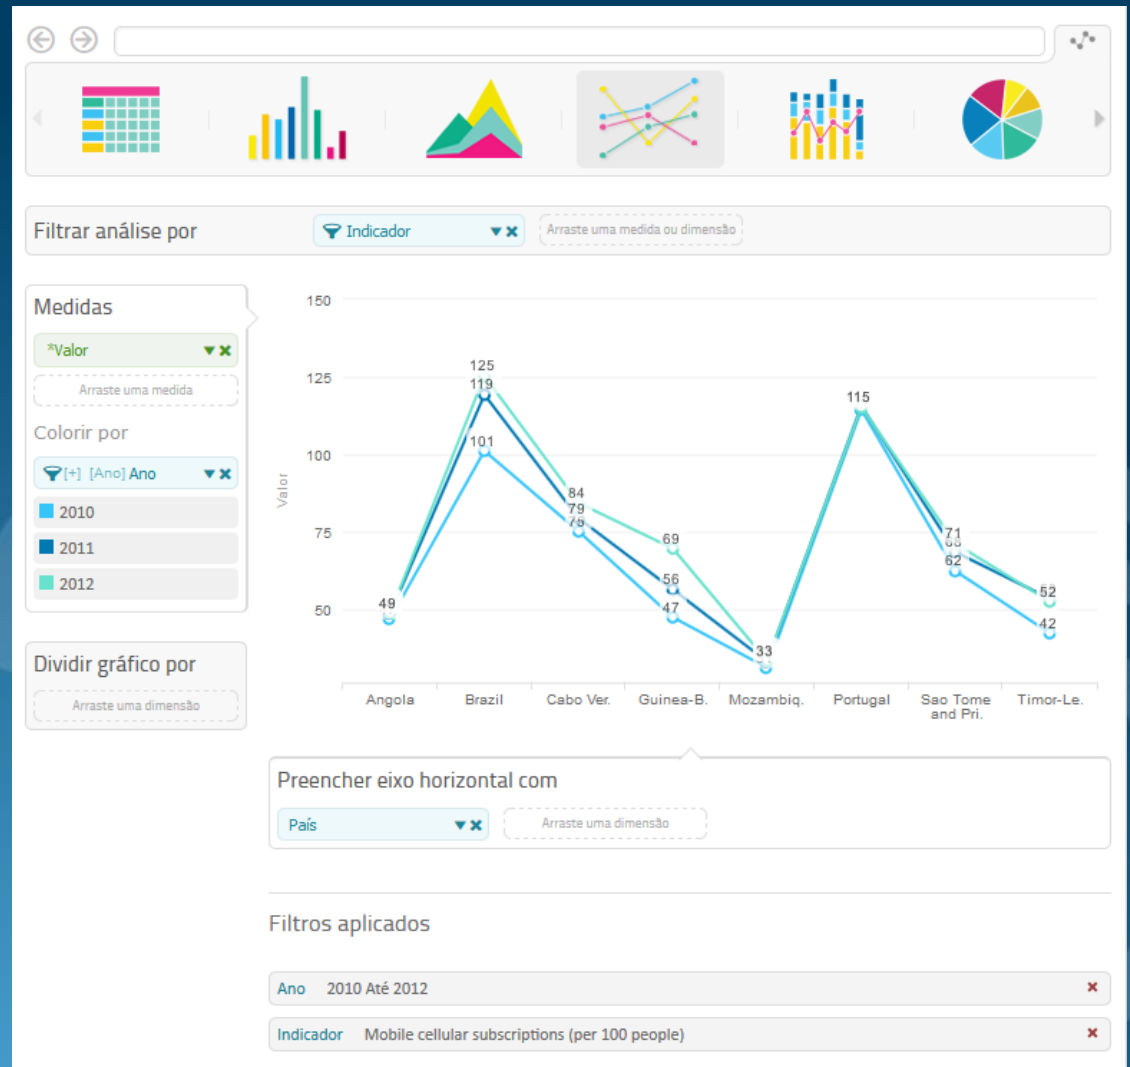 Filtrar análise por
Indicador
Arraste uma medida ou dimensão
Medidas
*Valor
Arraste uma medida
Colorir por
[+] [Ano] Ano
2010
2011
2012
Dividir gráfico por
Arraste uma dimensão
150
125
100
75
50
Valor
49
125
119
101
84
79
69
56
47
33
115
71
62
52
42
Angola
Brazil
Cabo Ver.
Guinea-B.
Mozambiq.
Portugal
Sao Tome
and Pri.
Timor-Le.
Preencher eixo horizontal com
País
Arraste uma dimensão
Filtros aplicados
Ano 2010 Até 2012
Indicador Mobile cellular subscriptions (per 100 people)